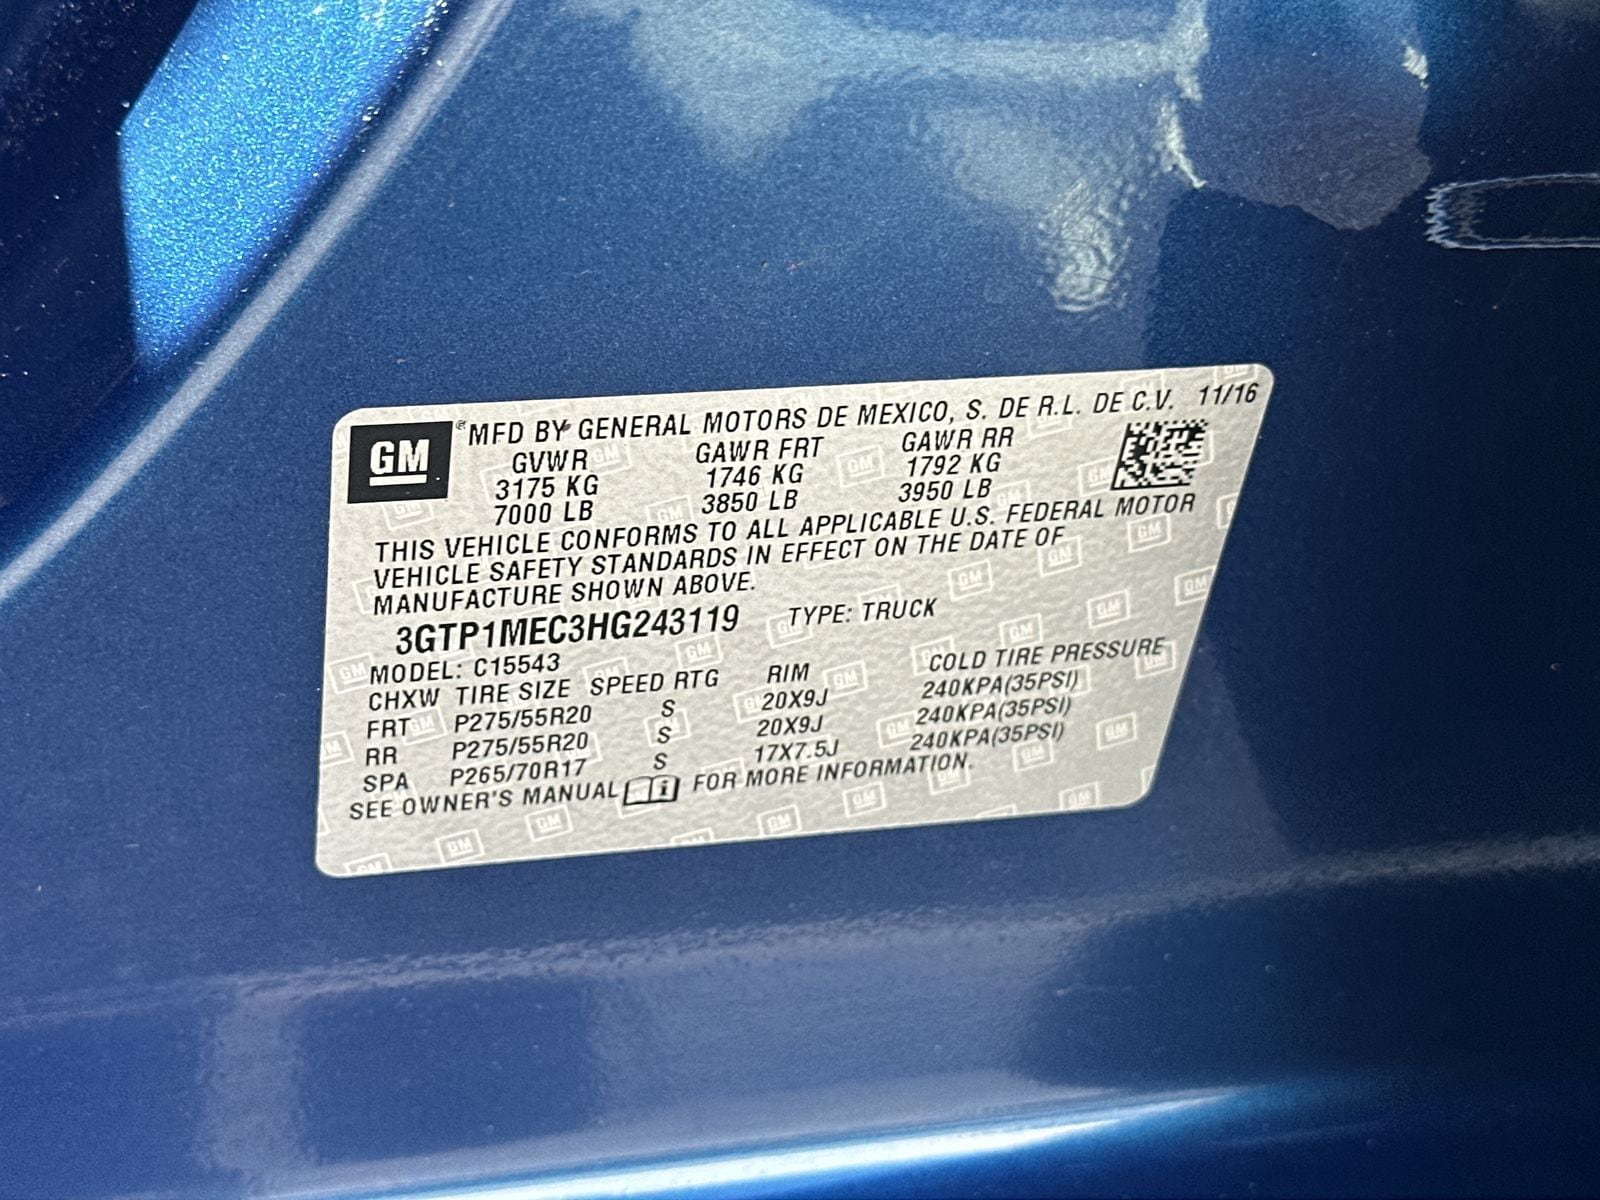 GM ® MFD BY GENERAL MOTORS DE MEXICO, S. DE R.L. DE C.V. 11/16
GVWR GAWR FRT GAWR RR
3175 KG 1746 KG 1792 KG
7000 LB 3850 LB 3950 LB
THIS VEHICLE CONFORMS TO ALL APPLICABLE U.S. FEDERAL MOTOR
VEHICLE SAFETY STANDARDS IN EFFECT ON THE DATE OF
MANUFACTURE SHOWN ABOVE.
3GTP1MEC3HG243119 TYPE: TRUCK
MODEL: C15543
CHXW TIRE SIZE SPEED RTG RIM COLD TIRE PRESSURE
FRT P275/55R20 S 20X9J 240KPA(35PSI)
RR P275/55R20 S 20X9J 240KPA(35PSI)
SPA P265/70R17 S 17X7.5J 240KPA(35PSI)
SEE OWNER'S MANUAL i FOR MORE INFORMATION.